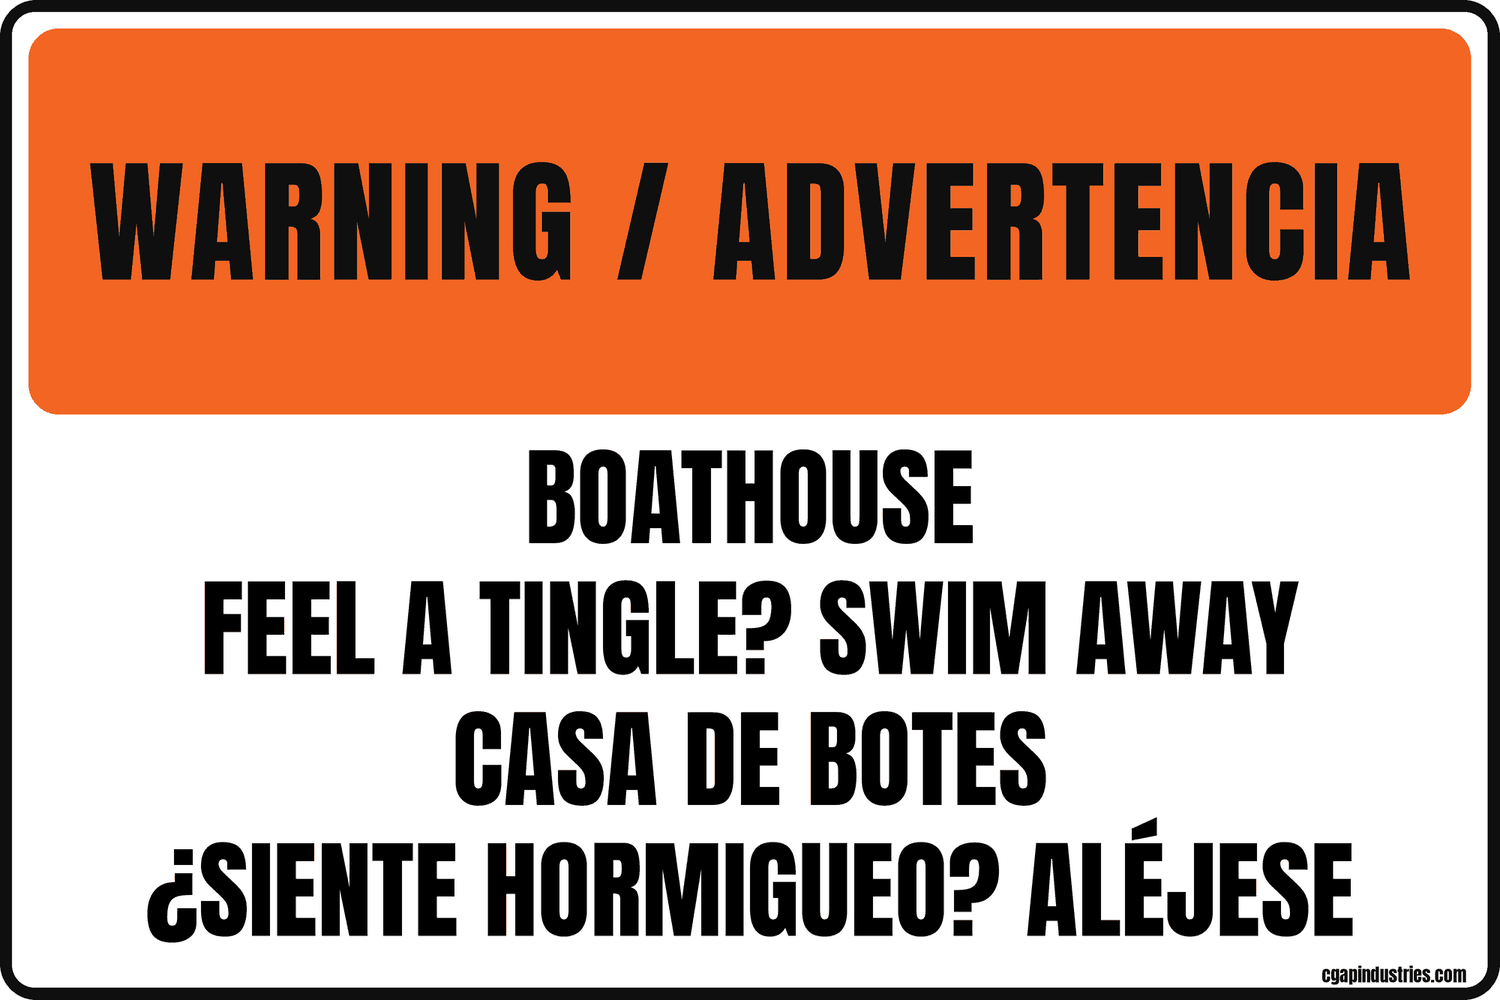 WARNING / ADVERTENCIA
BOATHOUSE
FEEL A TINGLE? SWIM AWAY
CASA DE BOTES
¿SIENTE HORMIGUEO? ALÉJESE
cgapindustries.com